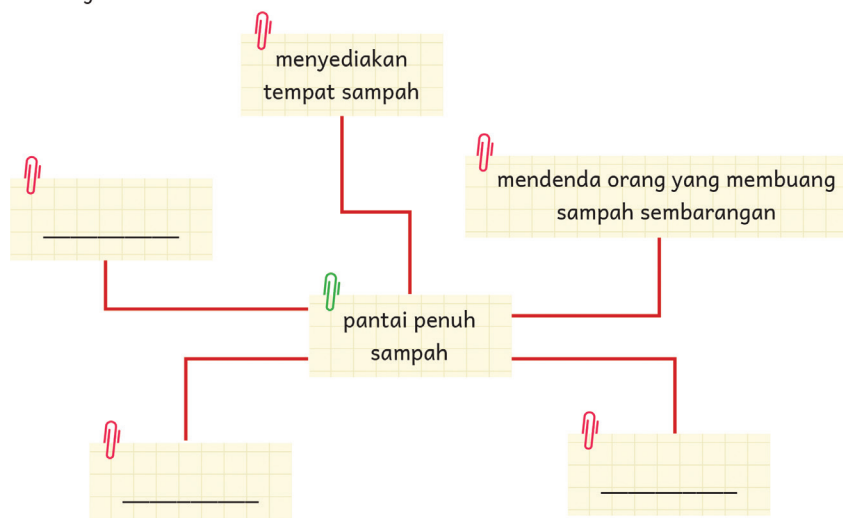 menyediakan
tempat sampah
mendenda orang yang membuang
sampah sembarangan
pantai penuh
sampah